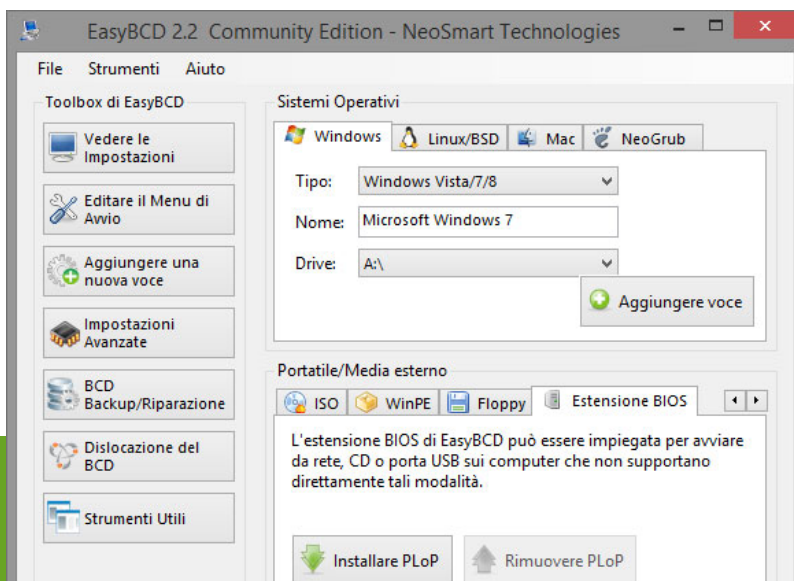 EasyBCD 2.2 Community Edition - NeoSmart Technologies
File Strumenti Aiuto
Toolbox di EasyBCD
Vedere le
Impostazioni
Editare il Menu di
Avvio
Aggiungere una
nuova voce
Impostazioni
Avanzate
BCD
Backup/Riparazione
Dislocazione del
BCD
Strumenti Utili
Sistemi Operativi
Windows Linux/BSD Mac NeoGrub
Tipo: Windows Vista/7/8
Nome: Microsoft Windows 7
Drive: A:\
Aggiungere voce
Portatile/Media esterno
ISO WinPE Floppy Estensione BIOS
L'estensione BIOS di EasyBCD può essere impiegata per avviare
da rete, CD o porta USB sui computer che non supportano
direttamente tali modalità.
Installare PLoP Rimuovere PLoP